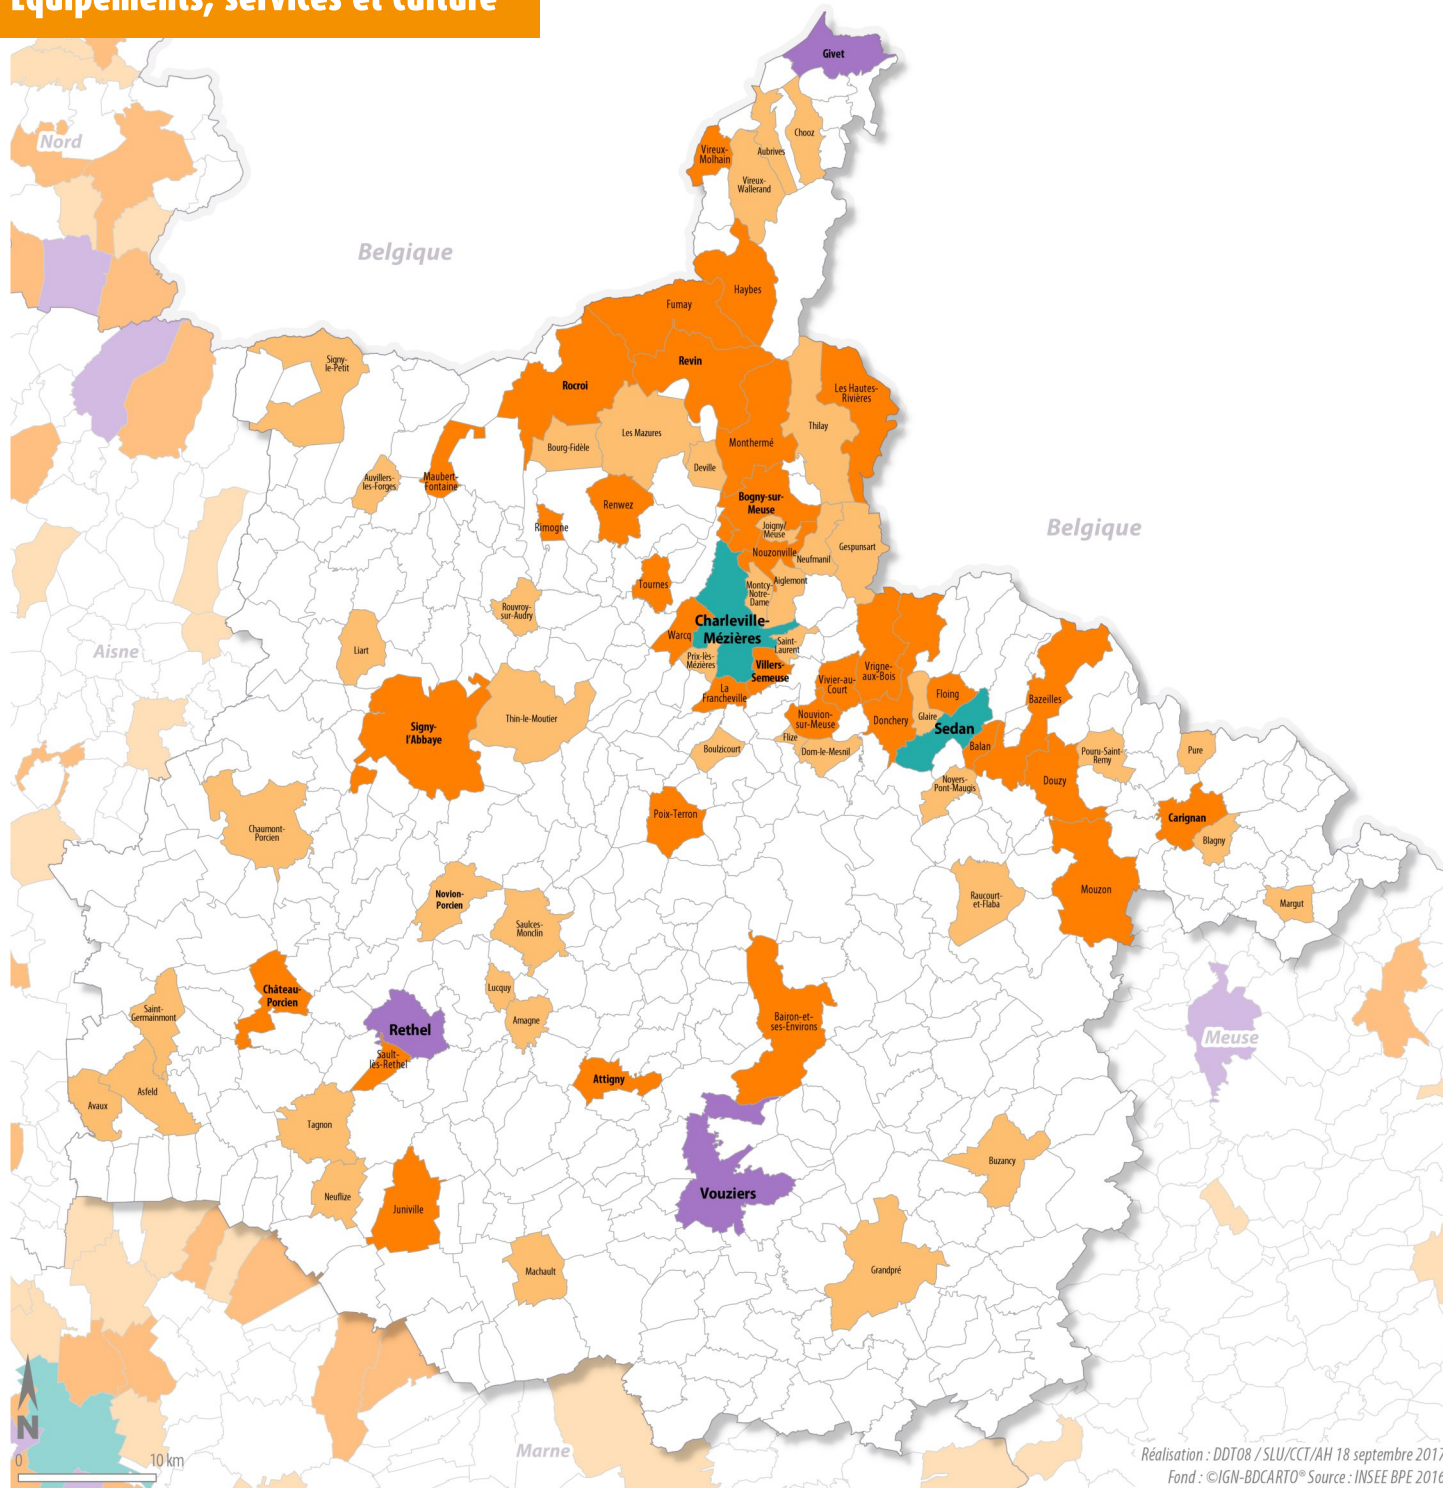 Équipements, services et culture
Givet
Nord
Chooz
Vireux-
Molhain
Aubrives
Vireux-
Wallerand
Belgique
Haybes
Fumay
Signy-
le-Petit
Revin
Rocroi
Les Hautes-
Rivières
Thilay
Les Mazures
Bourg-Fidèle
Monthermé
Deville
Auvillers-
les-Forges
Maubert-
Fontaine
Bogny-sur-
Meuse
Renwez
Rimogne
Joigny/
Meuse
Belgique
Nouzonville
Neufmanil
Gespunsart
Tournes
Montcy-
Notre-
Dame
Aiglemont
Rouvroy-
sur-Audry
Charleville-
Mézières
Warcq
Saint-
Laurent
Liart
Aisne
Prix-lès-
Mézières
Villers-
Semeuse
La
Francheville
Vivier-au-
Court
Vrigne-
aux-Bois
Floing
Bazeilles
Thin-le-Moutier
Signy-
l'Abbaye
Nouvion-
sur-Meuse
Donchery
Glaire
Sedan
Flize
Dom-le-Mesnil
Boulzicourt
Balan
Pouru-Saint-
Remy
Pure
Noyers-
Pont-Maugis
Douzy
Poix-Terron
Carignan
Chaumont-
Porcien
Blagny
Novion-
Porcien
Mouzon
Raucourt-
et-Flaba
Margut
Saulces-
Monclin
Château-
Porcien
Lucquy
Saint-
Germainmont
Amagne
Bairon-et-
ses-Environs
Rethel
Meuse
Sault-
lès-Rethel
Attigny
Asfeld
Avaux
Tagnon
Buzancy
Neuflize
Vouziers
Juniville
Machault
Grandpré
N
Marne
0 10 km
Réalisation : DDT08 / SLU/CCT/AH 18 septembre 2017
Fond : ©IGN-BDCARTO® Source : INSEE BPE 2016